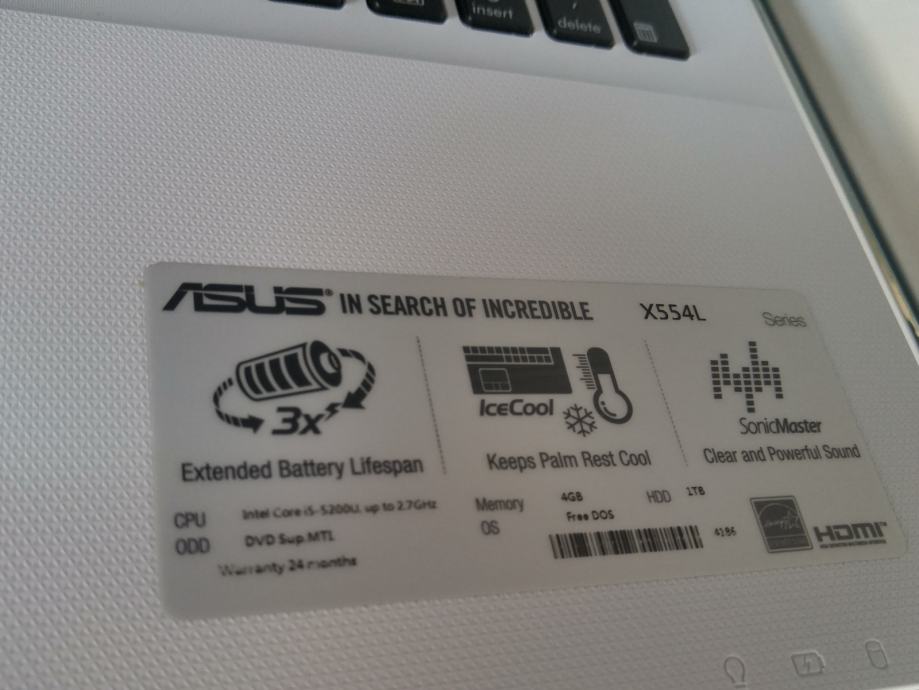 insert
delete
ASUS® IN SEARCH OF INCREDIBLE X554L Series
3x
IceCool
SonicMaster
Extended Battery Lifespan
Keeps Palm Rest Cool
Clear and Powerful Sound
CPU Intel Core i5-5200U, up to 2.7GHz
ODD DVD Sup.MTL
Warranty 24 months
Memory 4GB HDD 1TB
OS Free DOS
4186
HDMI